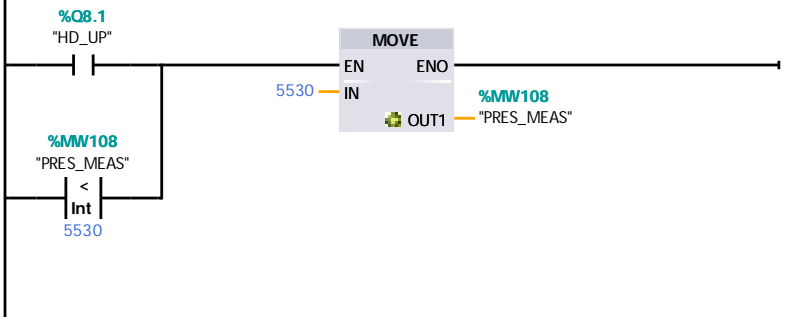 %Q8.1
"HD_UP"
MOVE
EN ENO
5530 IN
%MW108
OUT1 "PRES_MEAS"
%MW108
"PRES_MEAS"
<
Int
5530